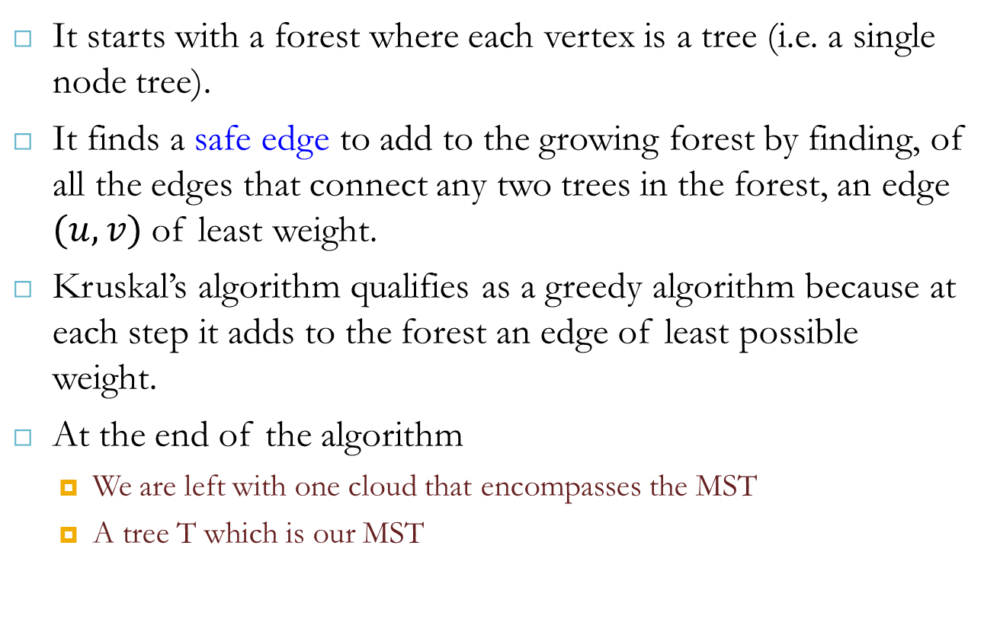 It starts with a forest where each vertex is a tree (i.e. a single
node tree).
It finds a safe edge to add to the growing forest by finding, of
all the edges that connect any two trees in the forest, an edge
(u, v) of least weight.
Kruskal’s algorithm qualifies as a greedy algorithm because at
each step it adds to the forest an edge of least possible
weight.
At the end of the algorithm
We are left with one cloud that encompasses the MST
A tree T which is our MST